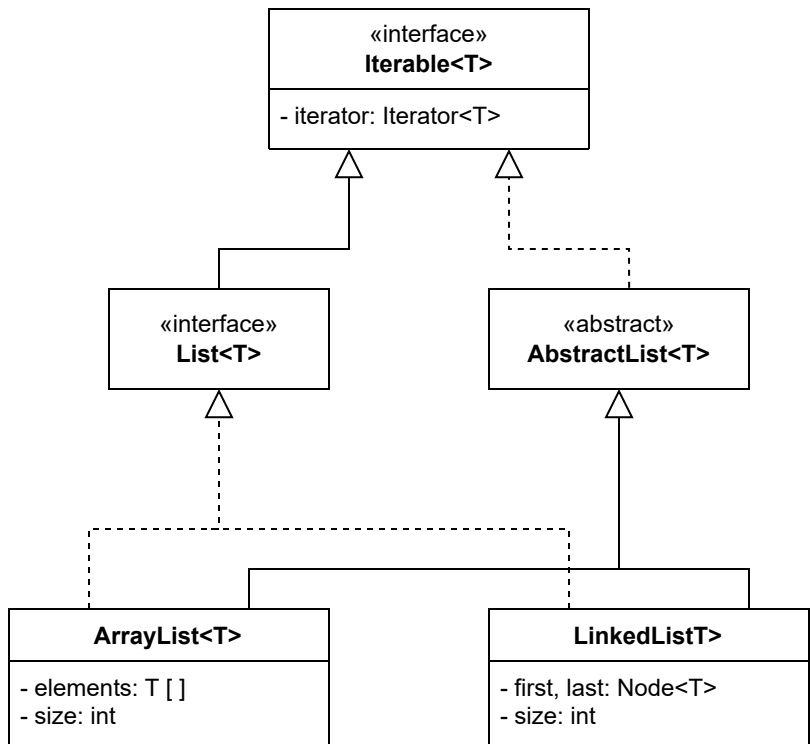 «interface»
Iterable<T>
- iterator: Iterator<T>
«interface»
List<T>
«abstract»
AbstractList<T>
ArrayList<T>
- elements: T [ ]
- size: int
LinkedListT>
- first, last: Node<T>
- size: int